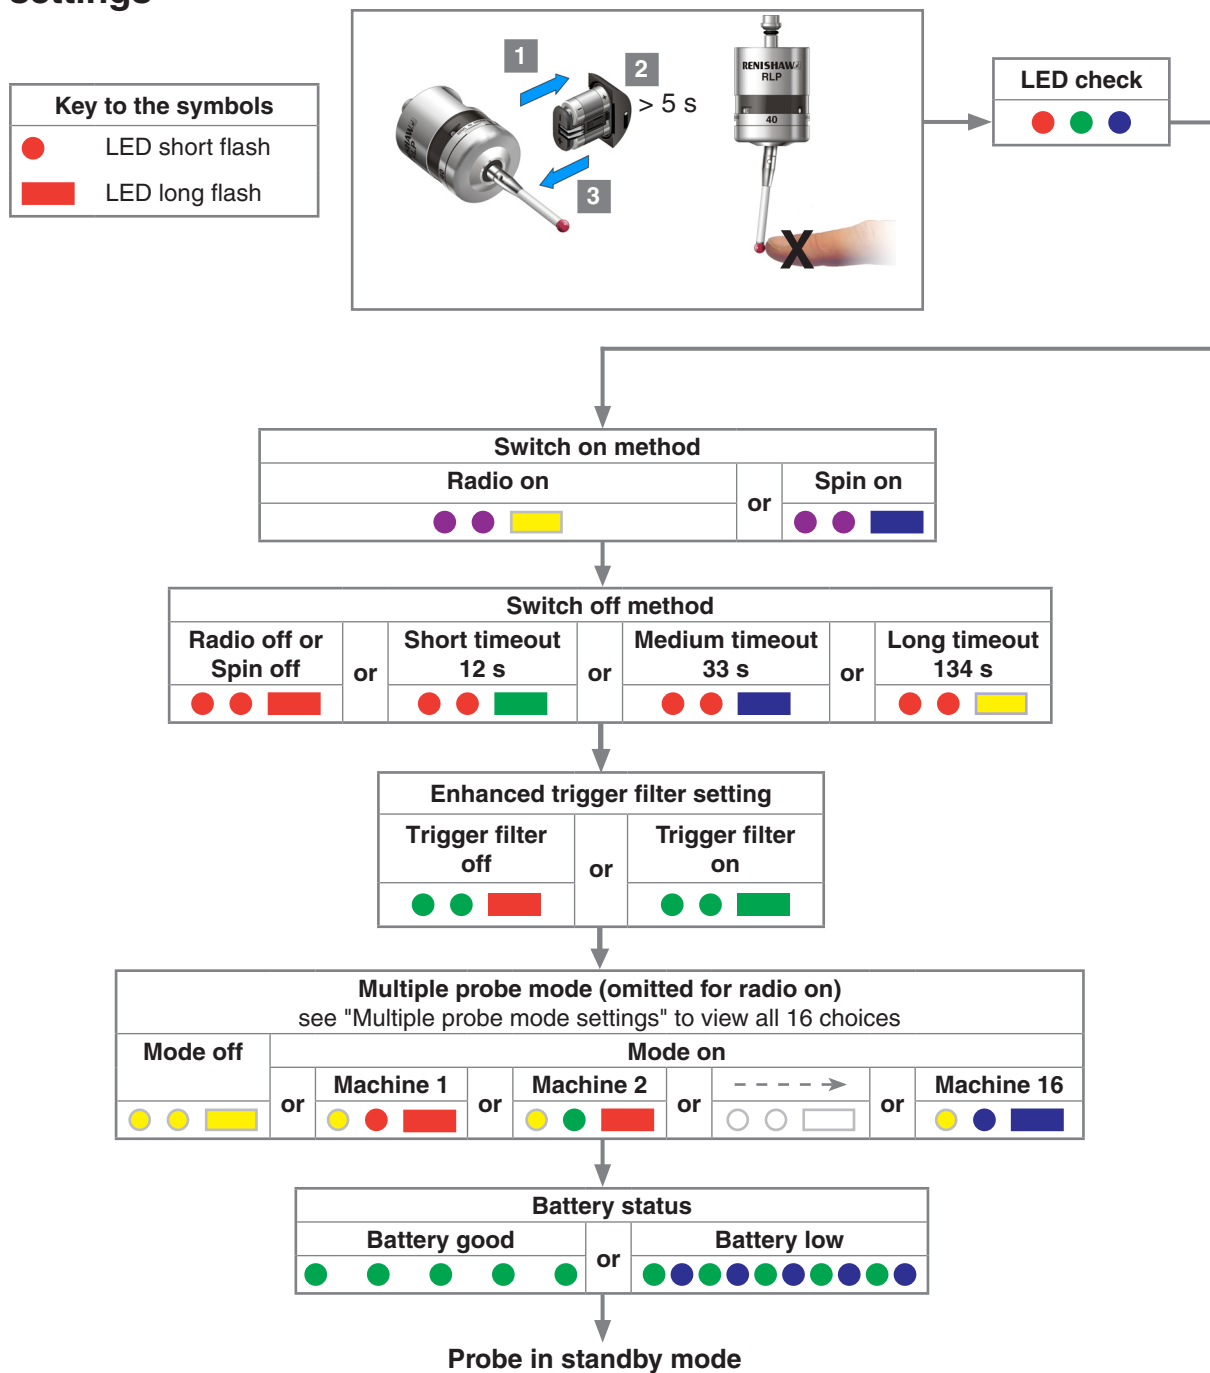 settings
Key to the symbols
LED short flash
LED long flash
1
2
> 5 s
3
RENISHAW
RLP
RENISHAW
RLP
40
X
LED check
Switch on method
Radio on
or
Spin on
Switch off method
Radio off or
Spin off
or
Short timeout
12 s
or
Medium timeout
33 s
or
Long timeout
134 s
Enhanced trigger filter setting
Trigger filter
off
or
Trigger filter
on
Multiple probe mode (omitted for radio on)
see "Multiple probe mode settings" to view all 16 choices
Mode off
Mode on
or
Machine 1
or
Machine 2
or
or
Machine 16
Battery status
Battery good
or
Battery low
Probe in standby mode